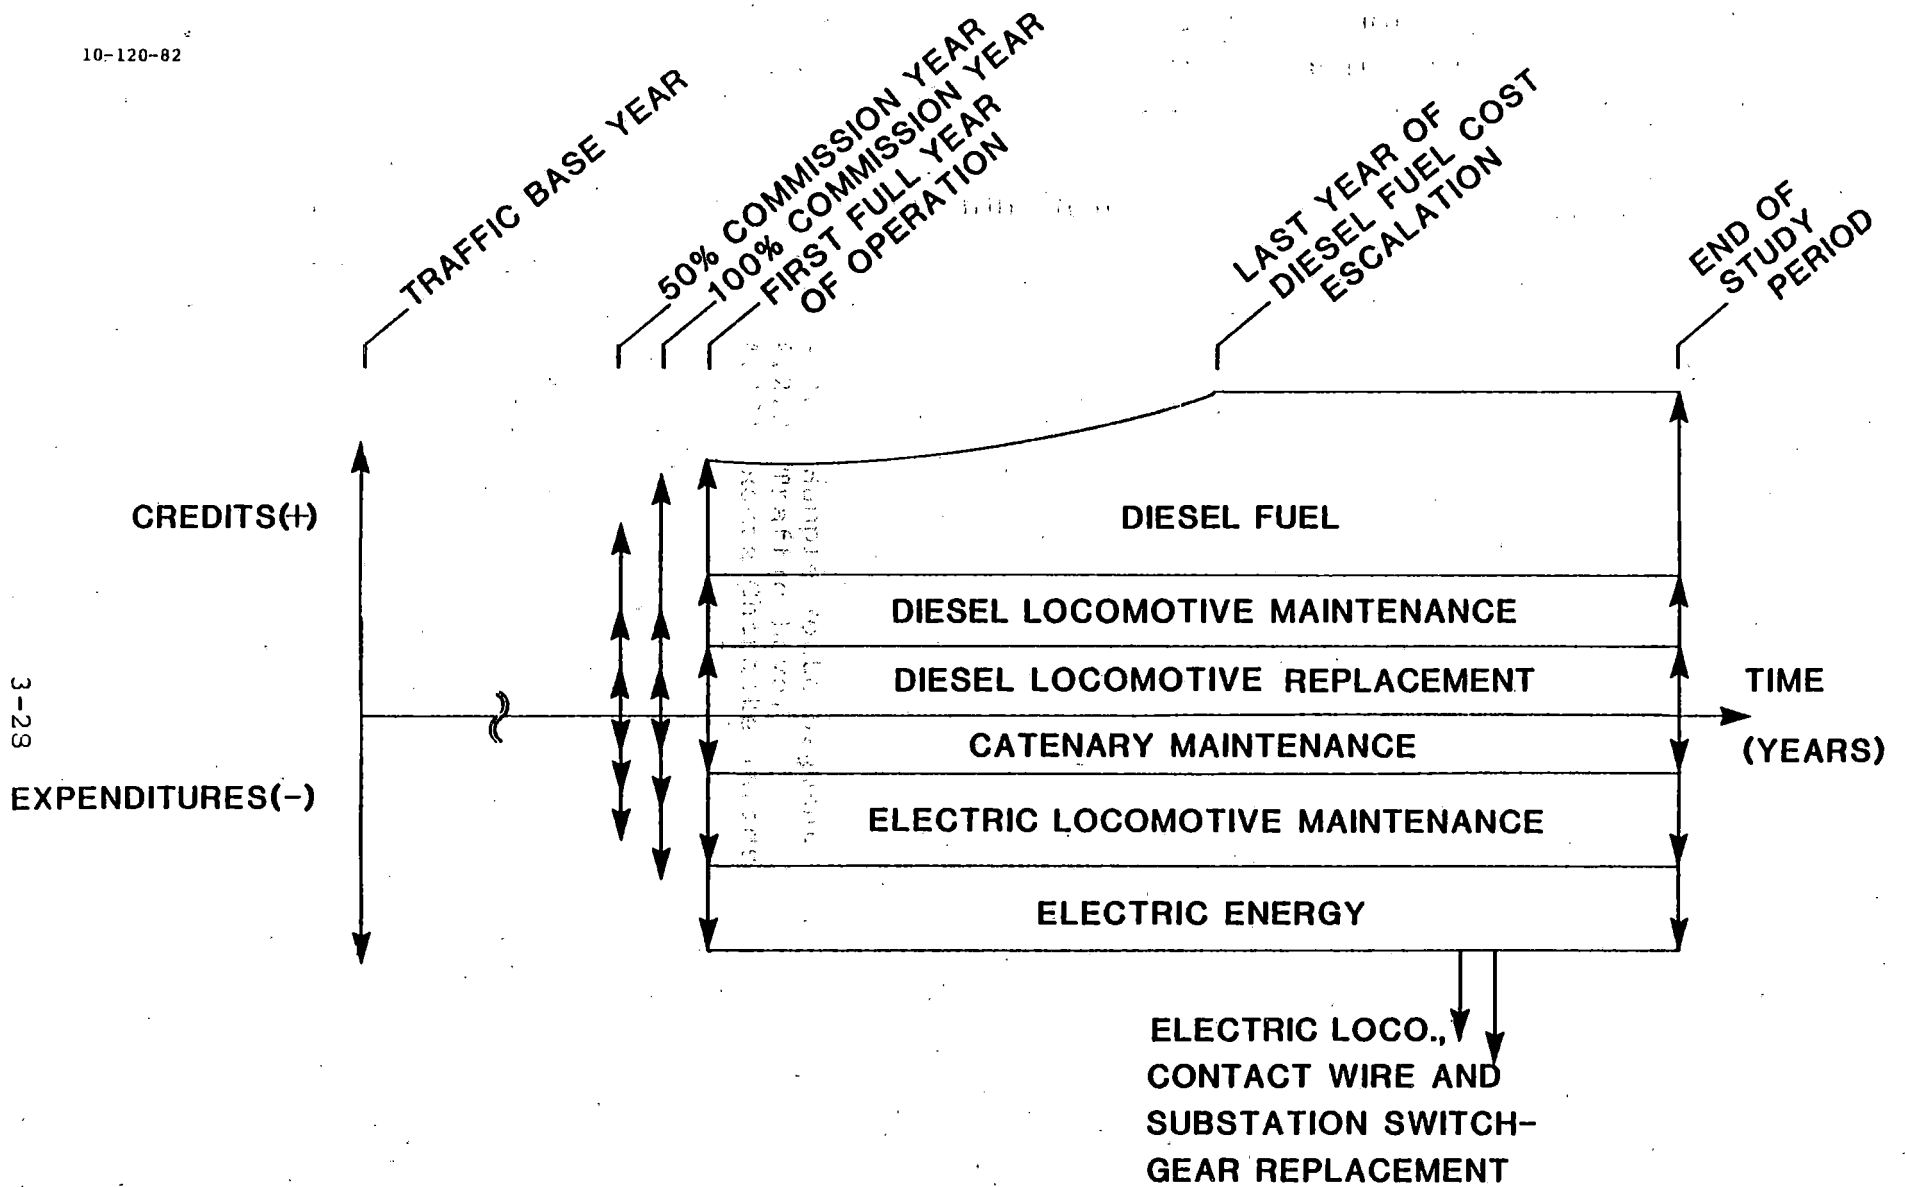 10-120-82
TRAFFIC BASE YEAR
50% COMMISSION YEAR
100% COMMISSION YEAR
FIRST FULL YEAR
OF OPERATION
LAST YEAR OF
DIESEL FUEL COST
ESCALATION
END OF
STUDY
PERIOD
CREDITS(+)
DIESEL FUEL
DIESEL LOCOMOTIVE MAINTENANCE
DIESEL LOCOMOTIVE REPLACEMENT
TIME
(YEARS)
CATENARY MAINTENANCE
EXPENDITURES(-)
ELECTRIC LOCOMOTIVE MAINTENANCE
ELECTRIC ENERGY
ELECTRIC LOCO.,
CONTACT WIRE AND
SUBSTATION SWITCH-
GEAR REPLACEMENT
3-28